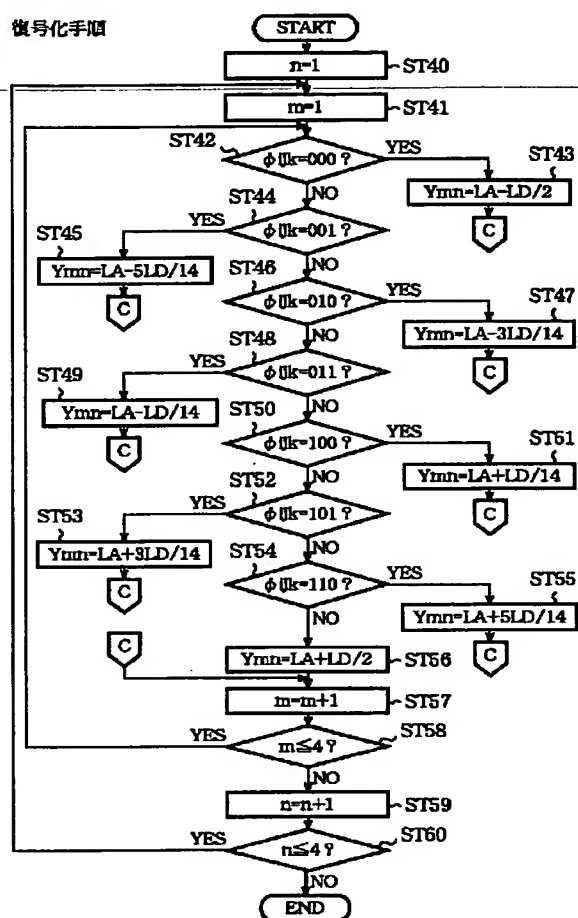 復号化手順
START
n=1 ST40
m=1 ST41
ST42 φijk=000? YES ST43
Ymn=LA-LD/2
NO
C
ST44 φijk=001? YES
ST45 Ymn=LA-5LD/14
C
NO
ST46 φijk=010? YES ST47
Ymn=LA-3LD/14
C
NO
ST48 φijk=011? YES
ST49 Ymn=LA-LD/14
C
NO
ST50 φijk=100? YES ST51
Ymn=LA+LD/14
C
NO
ST52 φijk=101? YES
ST53 Ymn=LA+3LD/14
C
NO
ST54 φijk=110? YES ST55
Ymn=LA+5LD/14
C
NO
C
Ymn=LA+LD/2 ST56
m=m+1 ST57
YES m≦4? ST58
NO
n=n+1 ST59
YES n≦4? ST60
NO
END